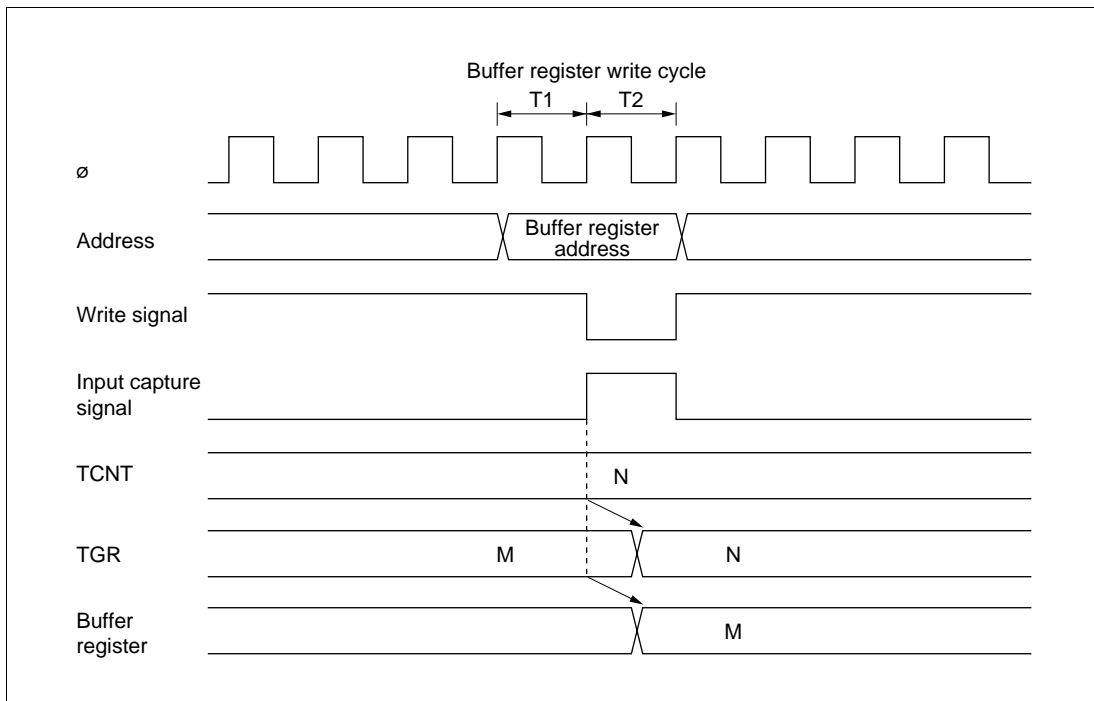 Buffer register write cycle
T1 T2
ø
Address
Buffer register
address
Write signal
Input capture
signal
TCNT
N
TGR
M N
Buffer
register
M